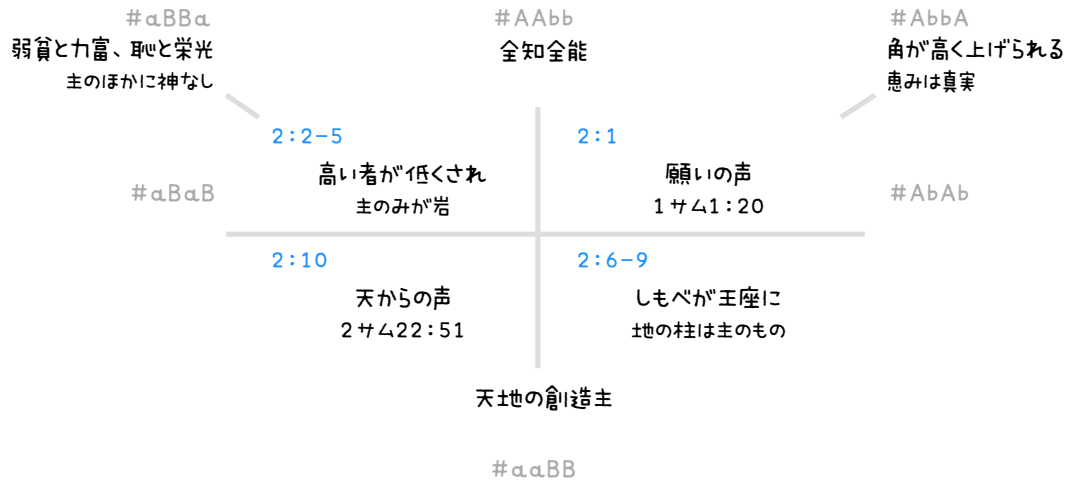 #aBBa
弱貧と力富、恥と栄光
主のほかに神なし
#AAbb
全知全能
#AbbA
角が高く上げられる
恵みは真実
2:2-5
高い者が低くされ
主のみが岩
2:1
願いの声
1サム1:20
#aBaB
#AbAb
2:10
天からの声
2サム22:51
2:6-9
しもべが王座に
地の柱は主のもの
天地の創造主
#aaBB